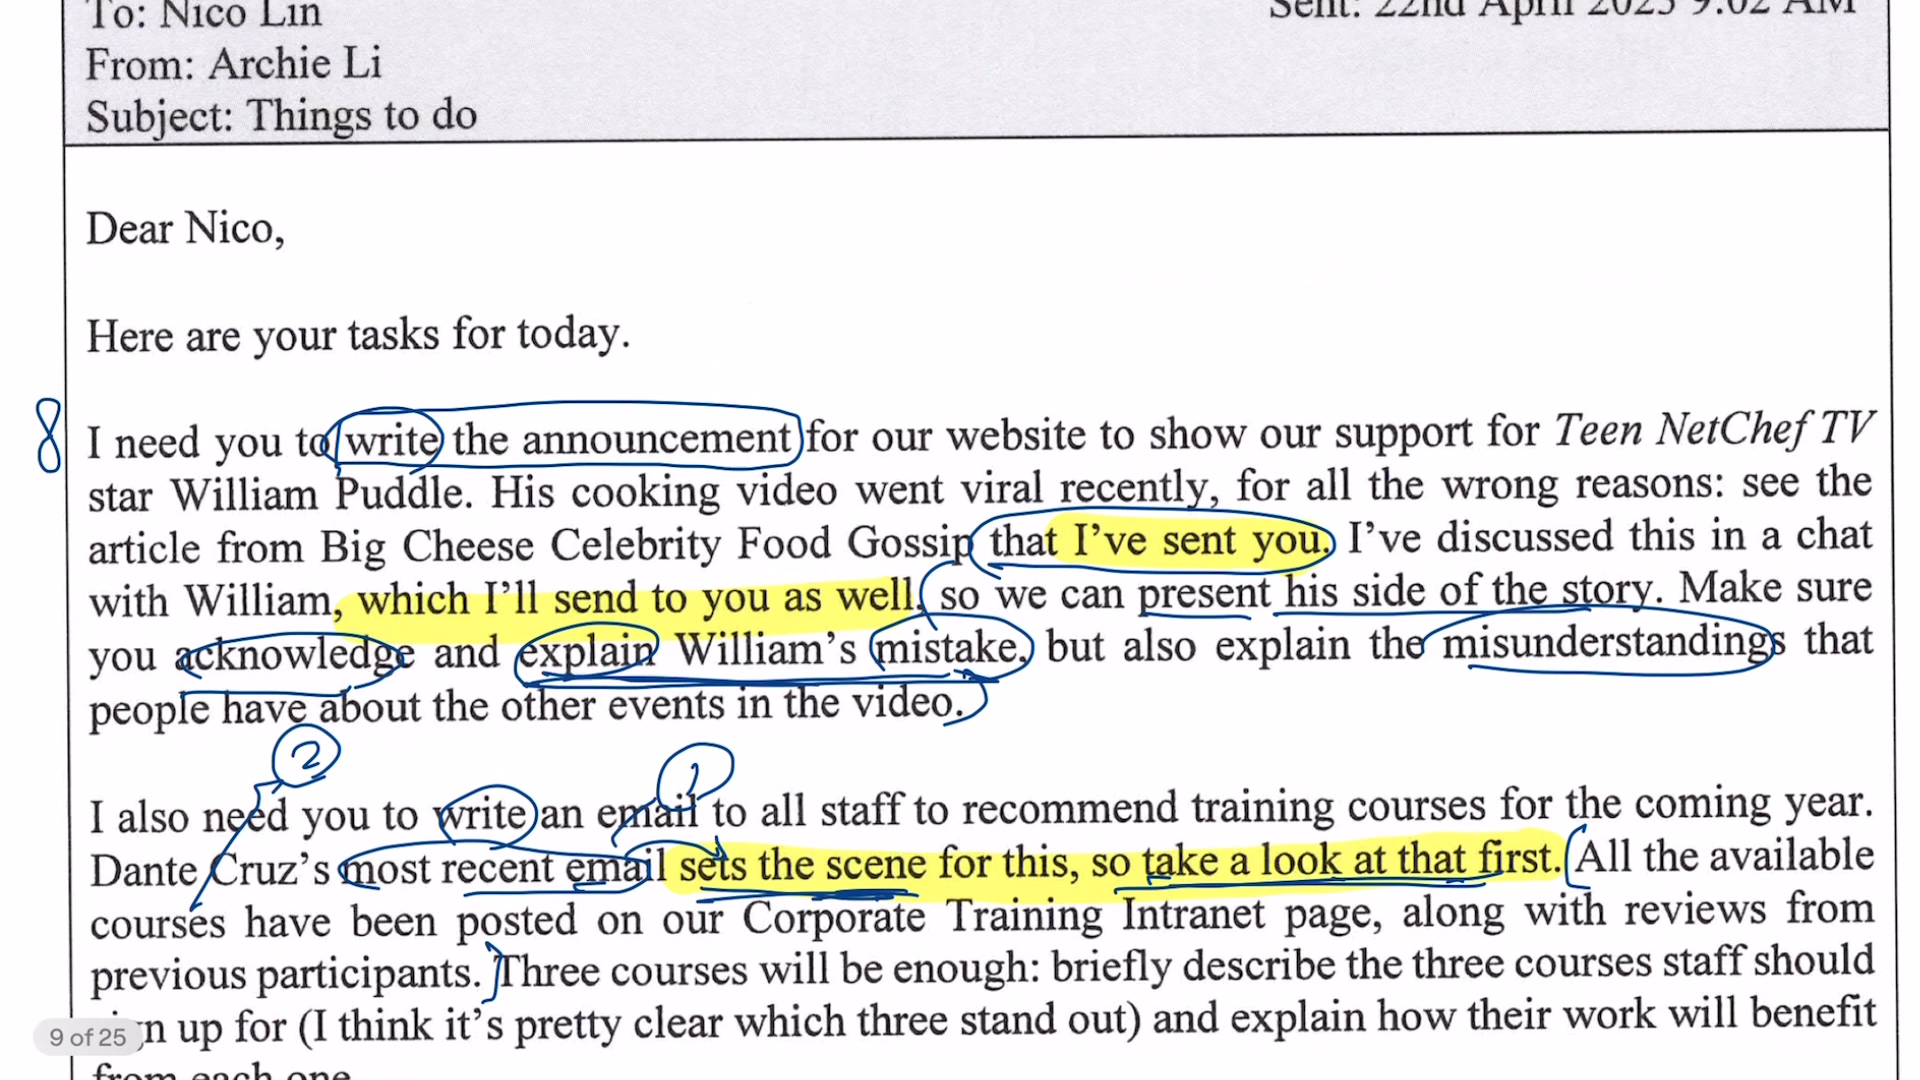 To: Nico Lin
Sent: 22nd April 2025 9:02 AM
From: Archie Li
Subject: Things to do
Dear Nico,
Here are your tasks for today.
8
I need you to write the announcement for our website to show our support for Teen NetChef TV
star William Puddle. His cooking video went viral recently, for all the wrong reasons: see the
article from Big Cheese Celebrity Food Gossip that I've sent you. I've discussed this in a chat
with William, which I'll send to you as well, so we can present his side of the story. Make sure
you acknowledge and explain William's mistake, but also explain the misunderstandings that
people have about the other events in the video.
2
1
I also need you to write an email to all staff to recommend training courses for the coming year.
Dante Cruz's most recent email sets the scene for this, so take a look at that first. All the available
courses have been posted on our Corporate Training Intranet page, along with reviews from
previous participants. Three courses will be enough: briefly describe the three courses staff should
up for (I think it's pretty clear which three stand out) and explain how their work will benefit
from each one.
9 of 25